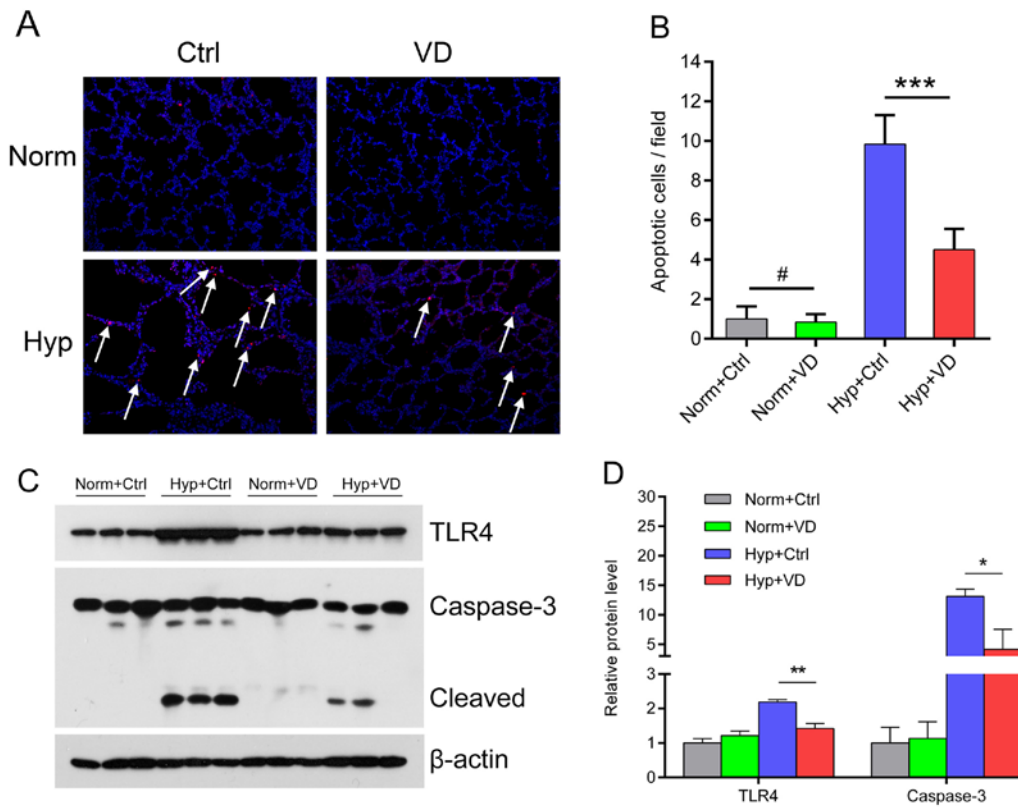 A
Ctrl
VD
Norm
Hyp
B
Apoptotic cells / field
14
12
10
8
6
4
2
0
#
***
Norm+Ctrl
Norm+VD
Hyp+Ctrl
Hyp+VD
C
Norm+Ctrl Hyp+Ctrl Norm+VD Hyp+VD
TLR4
Caspase-3
Cleaved
β-actin
D
Relative protein level
30
25
20
15
10
5
3
2
1
0
Norm+Ctrl
Norm+VD
Hyp+Ctrl
Hyp+VD
**
*
TLR4
Caspase-3